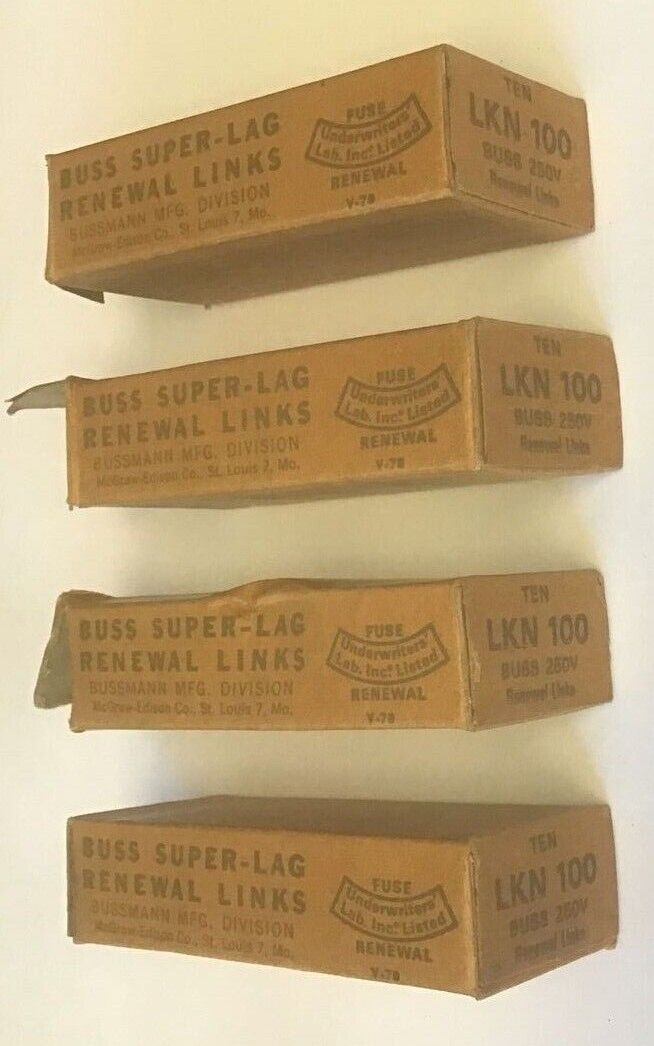 BUSS SUPER-LAG
RENEWAL LINKS
BUSSMANN MFG. DIVISION
McGraw-Edison Co., St. Louis 7, Mo.
FUSE
Underwriters'
Lab. Inc. Listed
RENEWAL
V-78
TEN
LKN 100
BUSS 250V
Renewal Links
BUSS SUPER-LAG
RENEWAL LINKS
BUSSMANN MFG. DIVISION
McGraw-Edison Co., St. Louis 7, Mo.
FUSE
Underwriters'
Lab. Inc. Listed
RENEWAL
V-78
TEN
LKN 100
BUSS 250V
Renewal Links
BUSS SUPER-LAG
RENEWAL LINKS
BUSSMANN MFG. DIVISION
McGraw-Edison Co., St. Louis 7, Mo.
FUSE
Underwriters'
Lab. Inc. Listed
RENEWAL
V-78
TEN
LKN 100
BUSS 250V
Renewal Links
BUSS SUPER-LAG
RENEWAL LINKS
BUSSMANN MFG. DIVISION
McGraw-Edison Co., St. Louis 7, Mo.
FUSE
Underwriters'
Lab. Inc. Listed
RENEWAL
V-78
TEN
LKN 100
BUSS 250V
Renewal Links